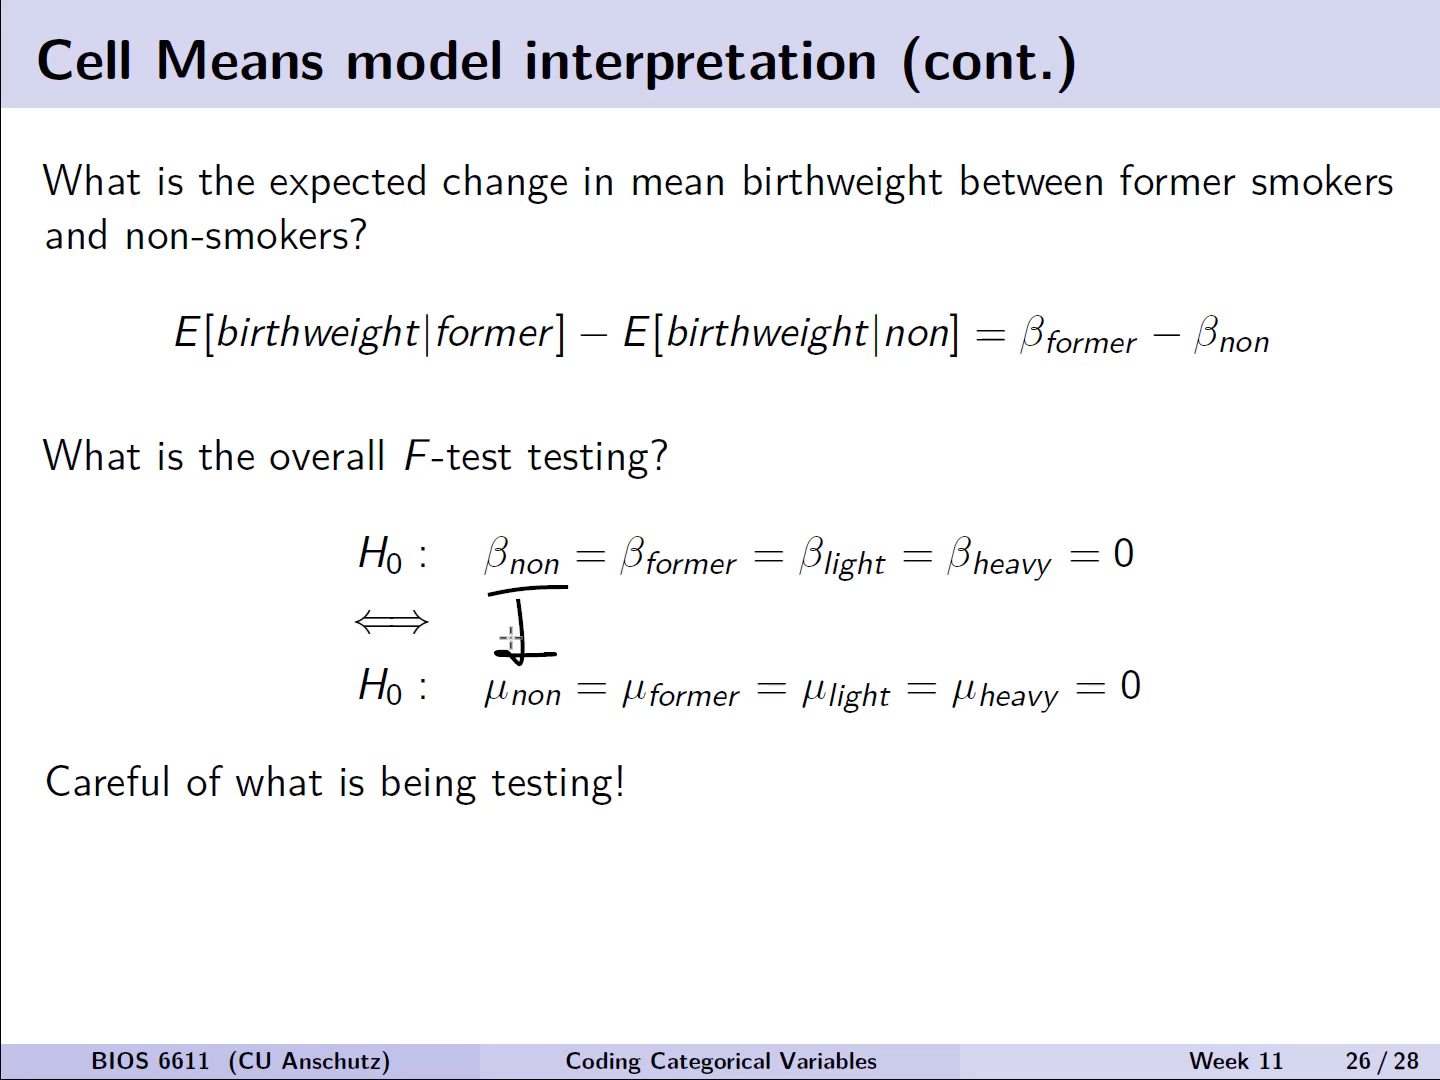 Cell Means model interpretation (cont.)
What is the expected change in mean birthweight between former smokers
and non-smokers?
E[birthweight|former] − E[birthweight|non] = β_former − β_non
What is the overall F-test testing?
H₀ : β_non = β_former = β_light = β_heavy = 0
⟺
H₀ : μ_non = μ_former = μ_light = μ_heavy = 0
Careful of what is being testing!
BIOS 6611 (CU Anschutz) Coding Categorical Variables Week 11 26 / 28